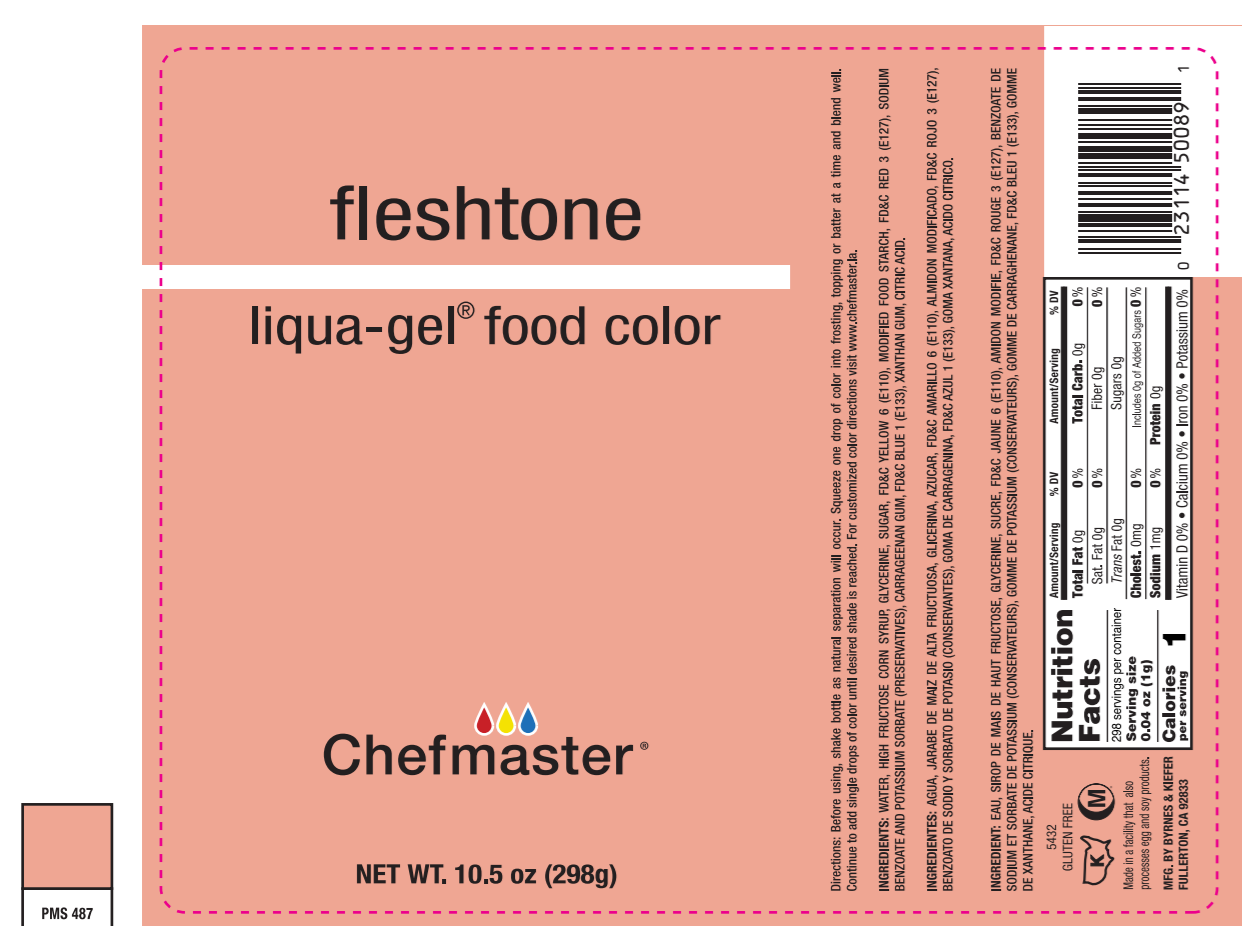 fleshtone
liqua-gel® food color
Chefmaster®
NET WT. 10.5 oz (298g)
PMS 487
Directions: Before using, shake bottle as natural separation will occur. Squeeze one drop of color into frosting, topping or batter at a time and blend well.
Continue to add single drops of color until desired shade is reached. For customized color directions visit www.chefmaster.la.
INGREDIENTS: WATER, HIGH FRUCTOSE CORN SYRUP, GLYCERINE, SUGAR, FD&C YELLOW 6 (E110), MODIFIED FOOD STARCH, FD&C RED 3 (E127), SODIUM
BENZOATE AND POTASSIUM SORBATE (PRESERVATIVES), CARRAGEENAN GUM, FD&C BLUE 1 (E133), XANTHAN GUM, CITRIC ACID.
INGREDIENTES: AGUA, JARABE DE MAIZ DE ALTA FRUCTUOSA, GLICERINA, AZUCAR, FD&C AMARILLO 6 (E110), ALMIDON MODIFICADO, FD&C ROJO 3 (E127),
BENZOATO DE SODIO Y SORBATO DE POTASIO (CONSERVANTES), GOMA DE CARRAGENINA, FD&C AZUL 1 (E133), GOMA XANTANA, ACIDO CITRICO.
INGREDIENT: EAU, SIROP DE MAIS DE HAUT FRUCTOSE, GLYCERINE, SUCRE, FD&C JAUNE 6 (E110), AMIDON MODIFIE, FD&C ROUGE 3 (E127), BENZOATE DE
SODIUM ET SORBATE DE POTASSIUM (CONSERVATEURS), GOMME DE POTASSIUM (CONSERVATEURS), GOMME DE CARRAGHENANE, FD&C BLEU 1 (E133), GOMME
DE XANTHANE, ACIDE CITRIQUE.
5432
GLUTEN FREE
K
M
Made in a facility that also
processes egg and soy products.
MFG. BY BYRNES & KIEFER
FULLERTON, CA 92833
Nutrition
Facts
298 servings per container
Serving size
0.04 oz (1g)
Calories 1
per serving
Amount/Serving % DV Amount/Serving % DV
Total Fat 0g 0% Total Carb. 0g 0%
Sat. Fat 0g 0% Fiber 0g 0%
Trans Fat 0g Sugars 0g
Cholest. 0mg 0% Includes 0g of Added Sugars 0%
Sodium 1mg 0% Protein 0g
Vitamin D 0% • Calcium 0% • Iron 0% • Potassium 0%
0 23114 50089 1